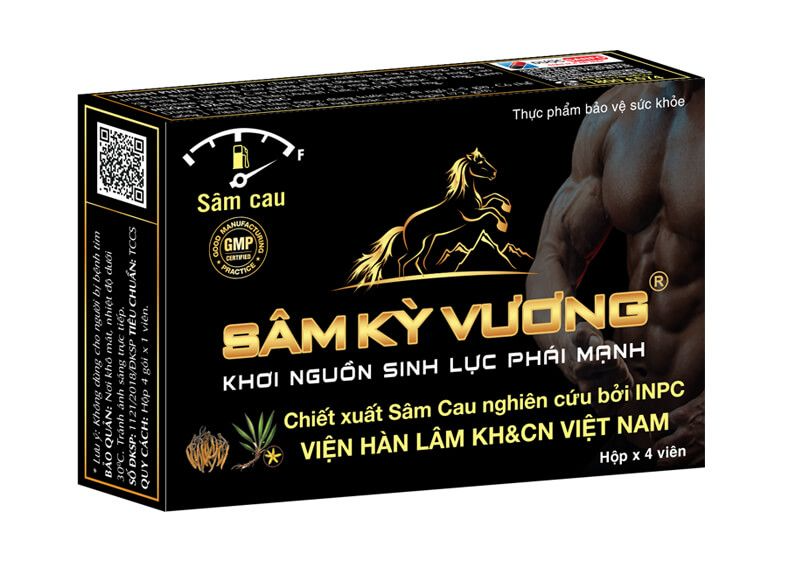 Thực phẩm bảo vệ sức khỏe
F
Sâm cau
GOOD MANUFACTURING
GMP
CERTIFIED
PRACTICE
SÂM KỲ VƯƠNG®
KHƠI NGUỒN SINH LỰC PHÁI MẠNH
Chiết xuất Sâm Cau nghiên cứu bởi INPC
VIỆN HÀN LÂM KH&CN VIỆT NAM
Hộp x 4 viên
* Lưu ý: Không dùng cho người bị bệnh tim
BẢO QUẢN: Nơi khô mát, nhiệt độ dưới
30°C. Tránh ánh sáng trực tiếp.
SỐ ĐKSP: 1121/2018/ĐKSP TIÊU CHUẨN: TCCS
QUY CÁCH: Hộp 4 gói x 1 viên.